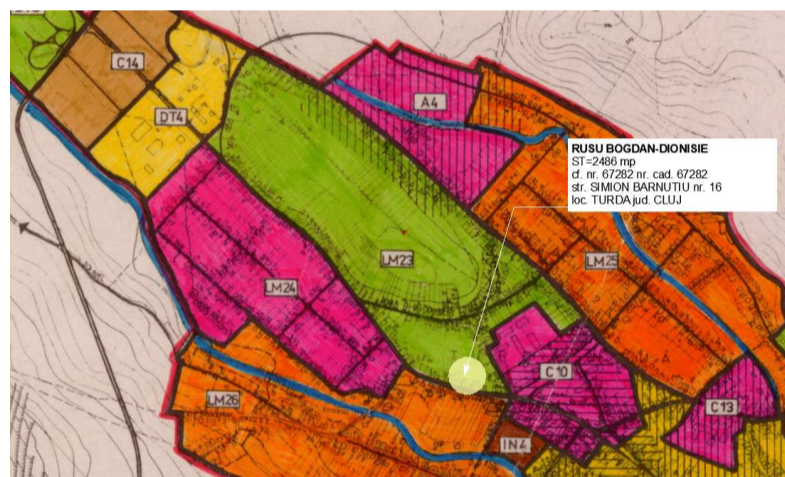 C14
DT4
A4
RUSU BOGDAN-DIONISIE
ST=2486 mp
cf. nr. 67282 nr. cad. 67282
str. SIMION BARNUTIU nr. 16
loc. TURDA jud. CLUJ
LM23
LM25
LM24
C10
LM26
C13
IN4